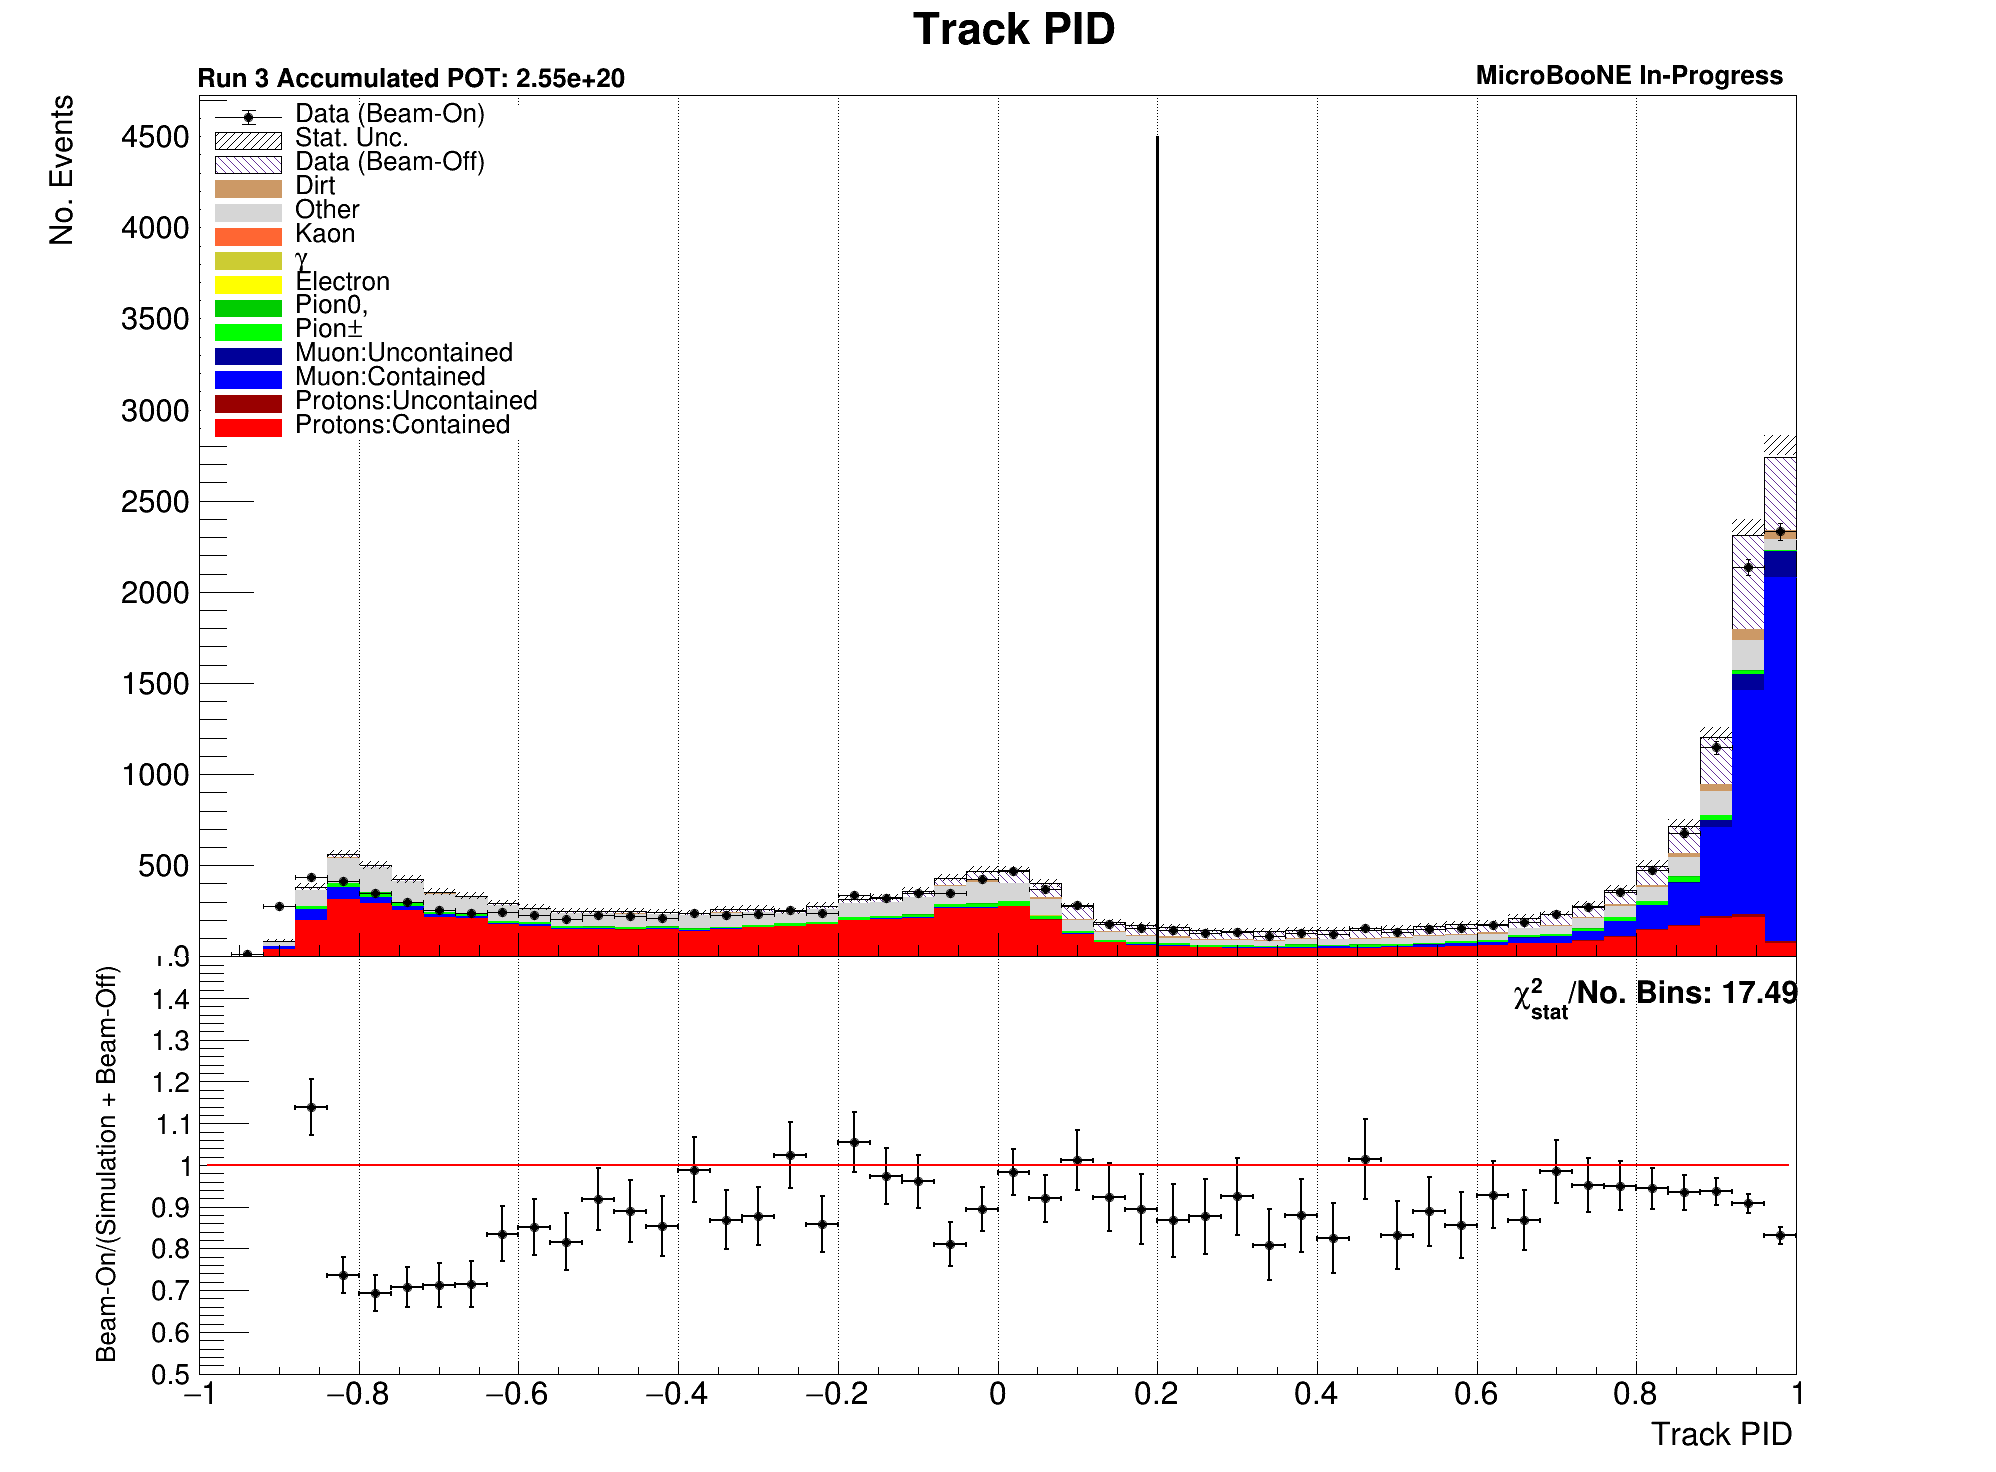 Track PID
Run 3 Accumulated POT: 2.55e+20
MicroBooNE In-Progress
No. Events
4500
4000
3500
3000
2500
2000
1500
1000
500
Data (Beam-On)
Stat. Unc.
Data (Beam-Off)
Dirt
Other
Kaon
γ
Electron
Pion0,
Pion±
Muon:Uncontained
Muon:Contained
Protons:Uncontained
Protons:Contained
Beam-On/(Simulation + Beam-Off)
χ²stat/No. Bins: 17.49
1.4
1.3
1.2
1.1
1
0.9
0.8
0.7
0.6
0.5
−1 −0.8 −0.6 −0.4 −0.2 0 0.2 0.4 0.6 0.8 1
Track PID